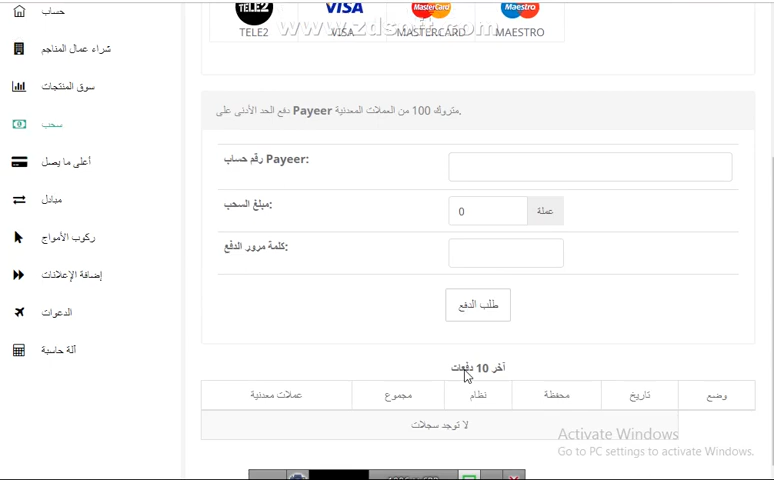 TELE2
VISA
MASTERCARD
MAESTRO
www.zdsoft.com
حساب
شراء عمال المناجم
سوق المنتجات
سحب
أعلى ما يصل
مبادل
ركوب الأمواج
إضافة الإعلانات
الدعوات
آلة حاسبة
دفع الحد الأدنى على Payeer متروك 100 من العملات المعدنية.
رقم حساب Payeer:
مبلغ السحب:
0 عملة
كلمة مرور الدفع:
طلب الدفع
آخر 10 دفعات
عملات معدنية مجموع نظام محفظة تاريخ وضع
لا توجد سجلات
Activate Windows
Go to PC settings to activate Windows.